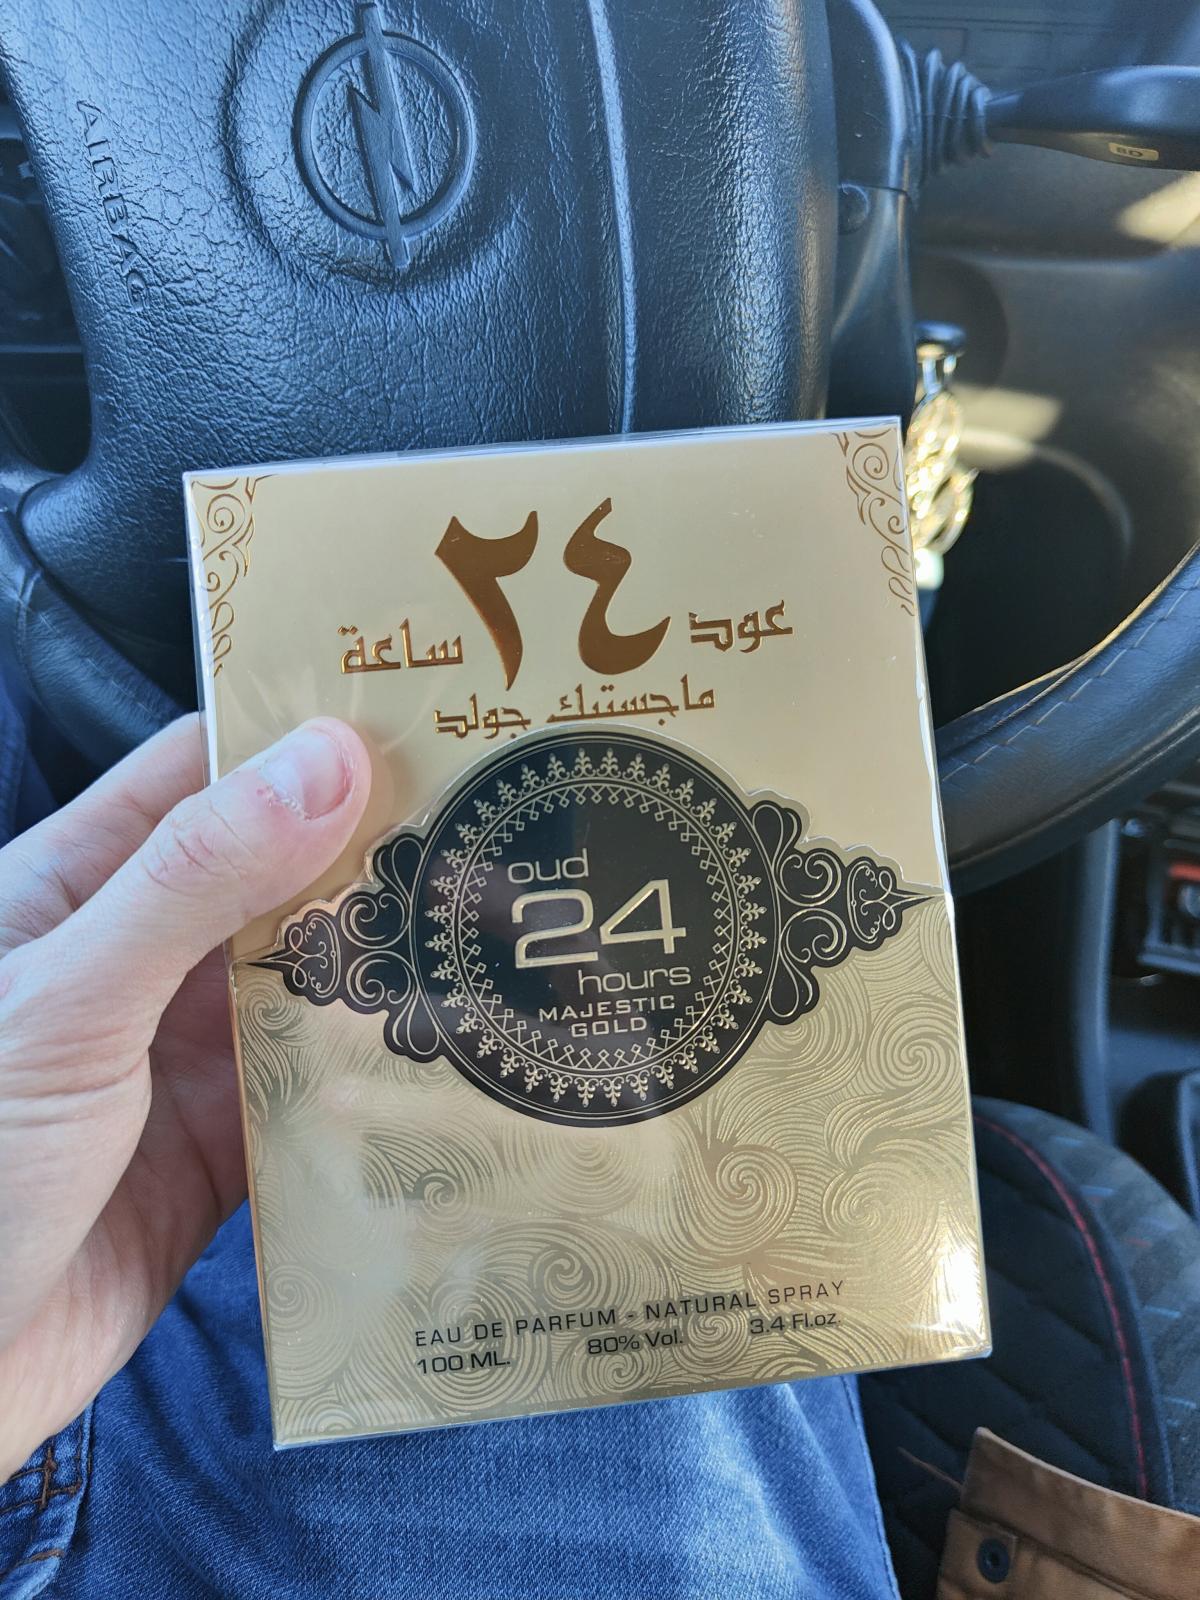 AIRBAG
8D
عود ٢٤ ساعة
ماجستيك جولد
oud
24
hours
MAJESTIC
GOLD
EAU DE PARFUM - NATURAL SPRAY
100 ML. 80% Vol. 3.4 Fl.oz.